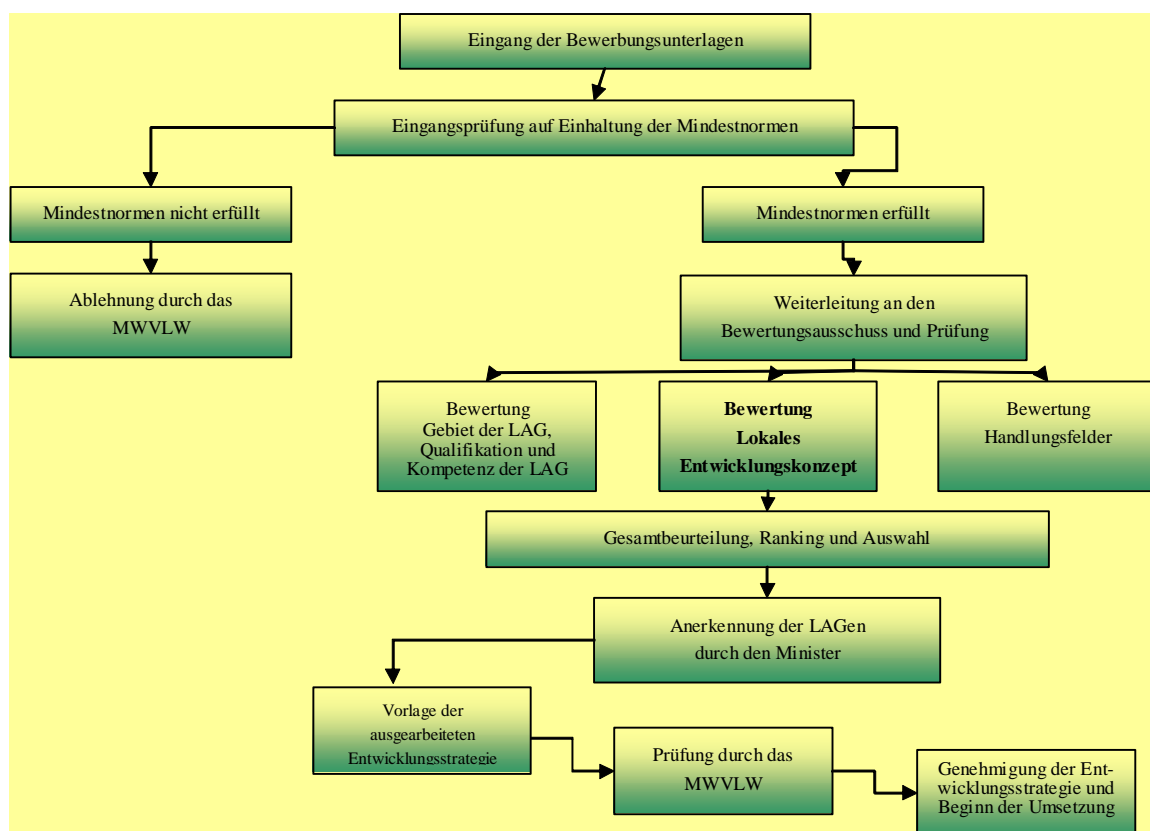 Eingang der Bewerbungsunterlagen
Eingangsprüfung auf Einhaltung der Mindestnormen
Mindestnormen nicht erfüllt
Mindestnormen erfüllt
Ablehnung durch das
MWVLW
Weiterleitung an den
Bewertungsausschuss und Prüfung
Bewertung
Gebiet der LAG,
Qualifikation und
Kompetenz der LAG
Bewertung
Lokales
Entwicklungskonzept
Bewertung
Handlungsfelder
Gesamtbeurteilung, Ranking und Auswahl
Anerkennung der LAGen
durch den Minister
Vorlage der
ausgearbeiteten
Entwicklungsstrategie
Prüfung durch das
MWVLW
Genehmigung der Ent-
wicklungsstrategie und
Beginn der Umsetzung